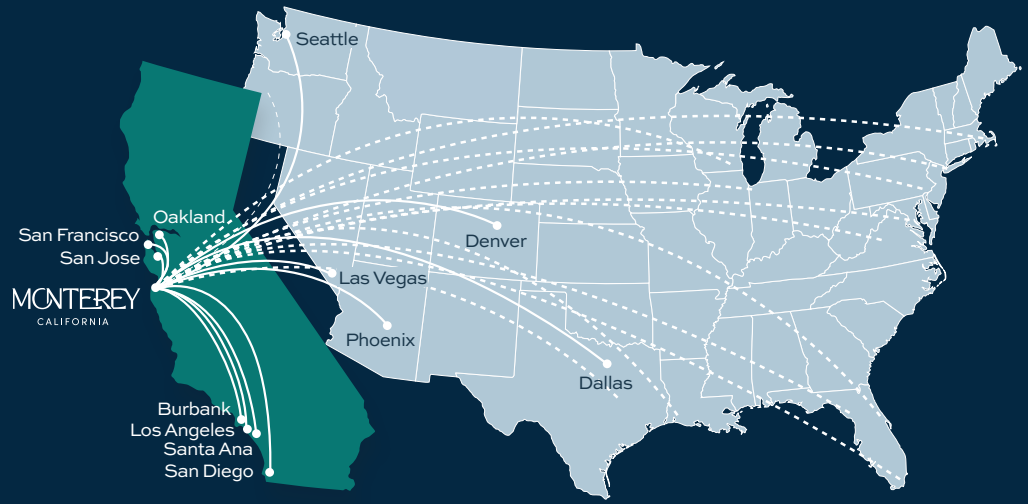 Seattle
Oakland
San Francisco
San Jose
Denver
Las Vegas
MONTEREY
CALIFORNIA
Phoenix
Dallas
Burbank
Los Angeles
Santa Ana
San Diego